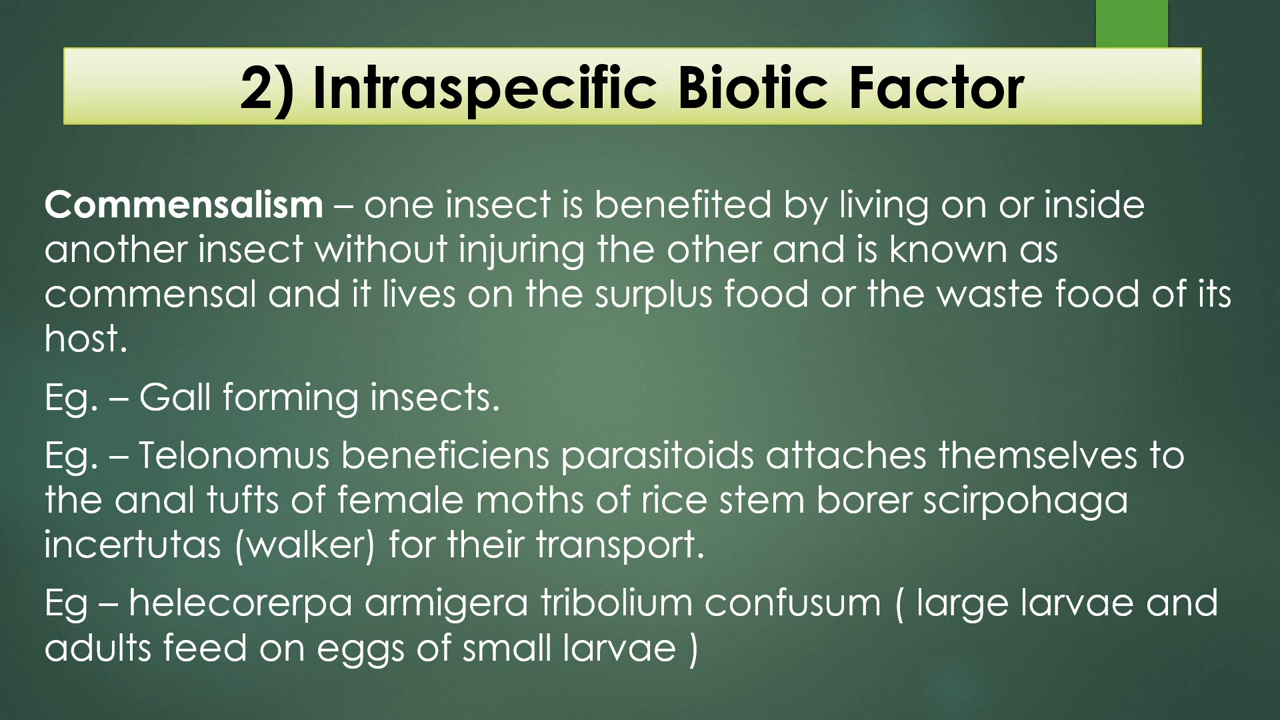 2) Intraspecific Biotic Factor
Commensalism – one insect is benefited by living on or inside
another insect without injuring the other and is known as
commensal and it lives on the surplus food or the waste food of its
host.
Eg. – Gall forming insects.
Eg. – Telonomus beneficiens parasitoids attaches themselves to
the anal tufts of female moths of rice stem borer scirpohaga
incertutas (walker) for their transport.
Eg – helecorerpa armigera tribolium confusum ( large larvae and
adults feed on eggs of small larvae )